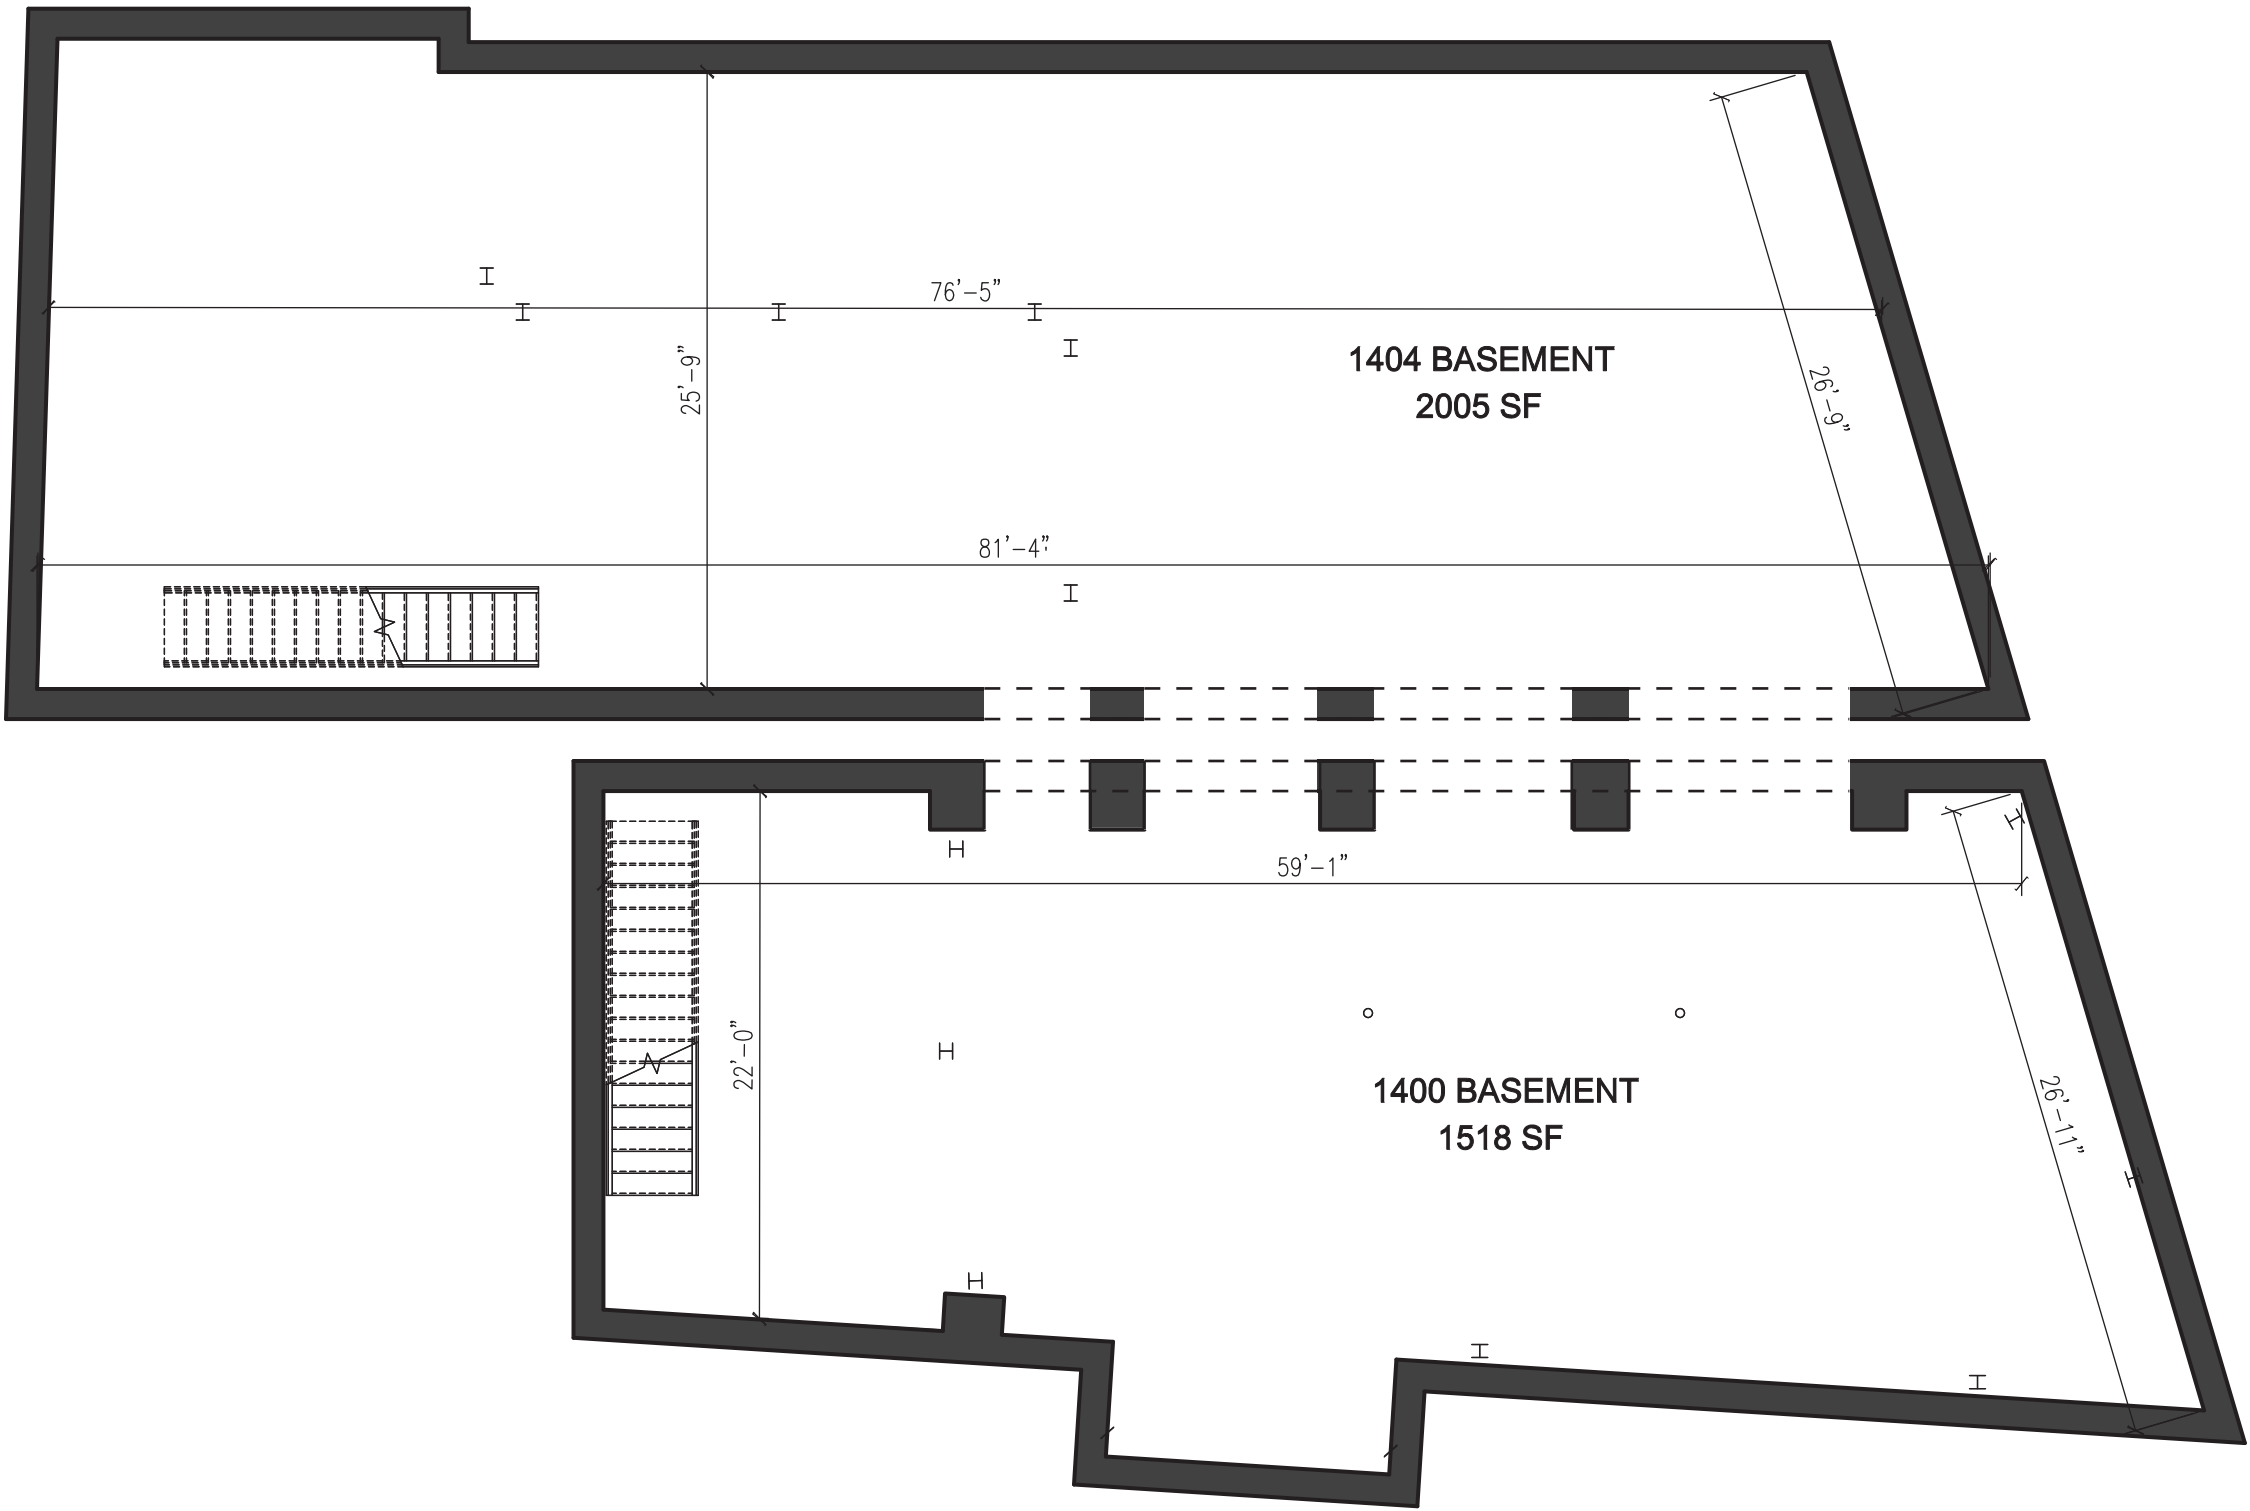 76'-5"
25'-9"
1404 BASEMENT
2005 SF
26'-9"
81'-4"
59'-1"
22'-0"
1400 BASEMENT
1518 SF
26'-11"